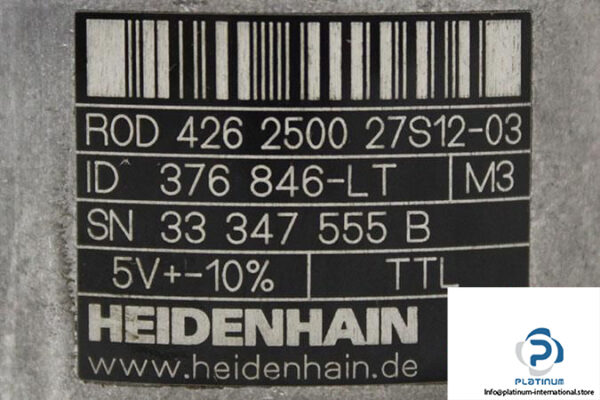 ROD 426 2500 27S12-03
ID 376 846-LT M3
SN 33 347 555 B
5V+-10% TTL
HEIDENHAIN
www.heidenhain.de
PLATINUM
Info@platinum-international.store